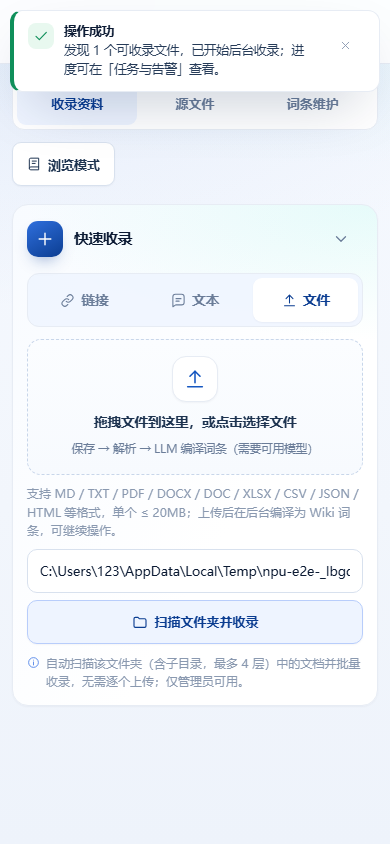 操作成功
发现 1 个可收录文件，已开始后台收录；进
度可在「任务与告警」查看。
收录资料
源文件
词条维护
浏览模式
快速收录
链接
文本
文件
拖拽文件到这里，或点击选择文件
保存 → 解析 → LLM 编译词条（需要可用模型）
支持 MD / TXT / PDF / DOCX / DOC / XLSX / CSV / JSON /
HTML 等格式，单个 ≤ 20MB；上传后在后台编译为 Wiki 词
条，可继续操作。
C:\Users\123\AppData\Local\Temp\npu-e2e-_lbgc
扫描文件夹并收录
自动扫描该文件夹（含子目录，最多 4 层）中的文档并批量
收录，无需逐个上传；仅管理员可用。